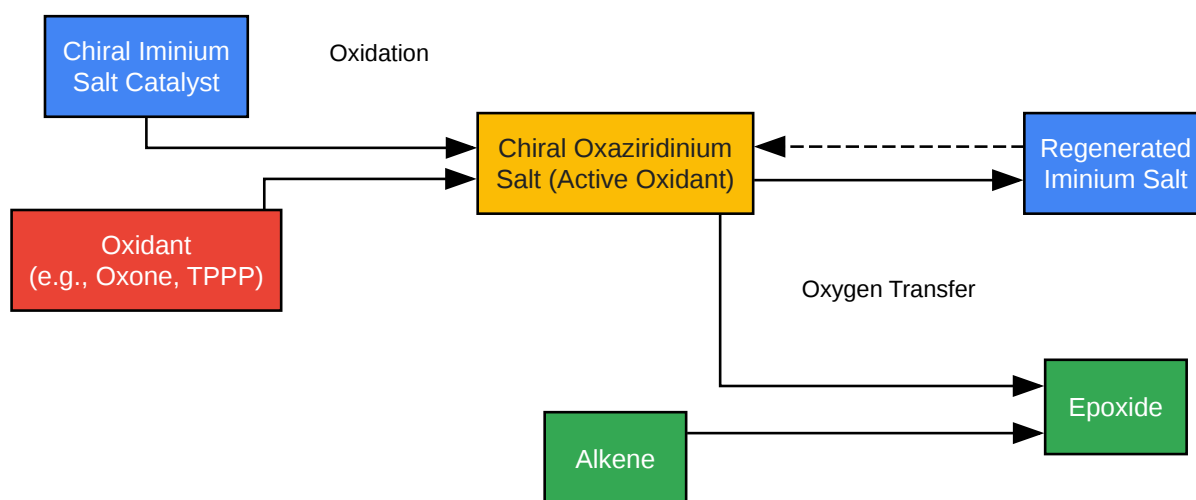 Chiral Iminium
Salt Catalyst
Oxidation
Chiral Oxaziridinium
Salt (Active Oxidant)
Regenerated
Iminium Salt
Oxidant
(e.g., Oxone, TPPP)
Oxygen Transfer
Epoxide
Alkene